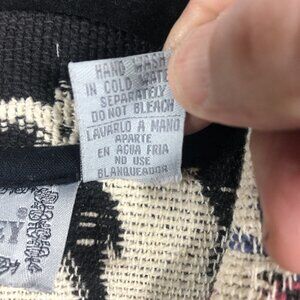 HAND WASH
IN COLD WATER
SEPARATELY
DO NOT BLEACH
LAVARLO A MANO
APARTE
EN AGUA FRIA
NO USE
BLANQUEADOR